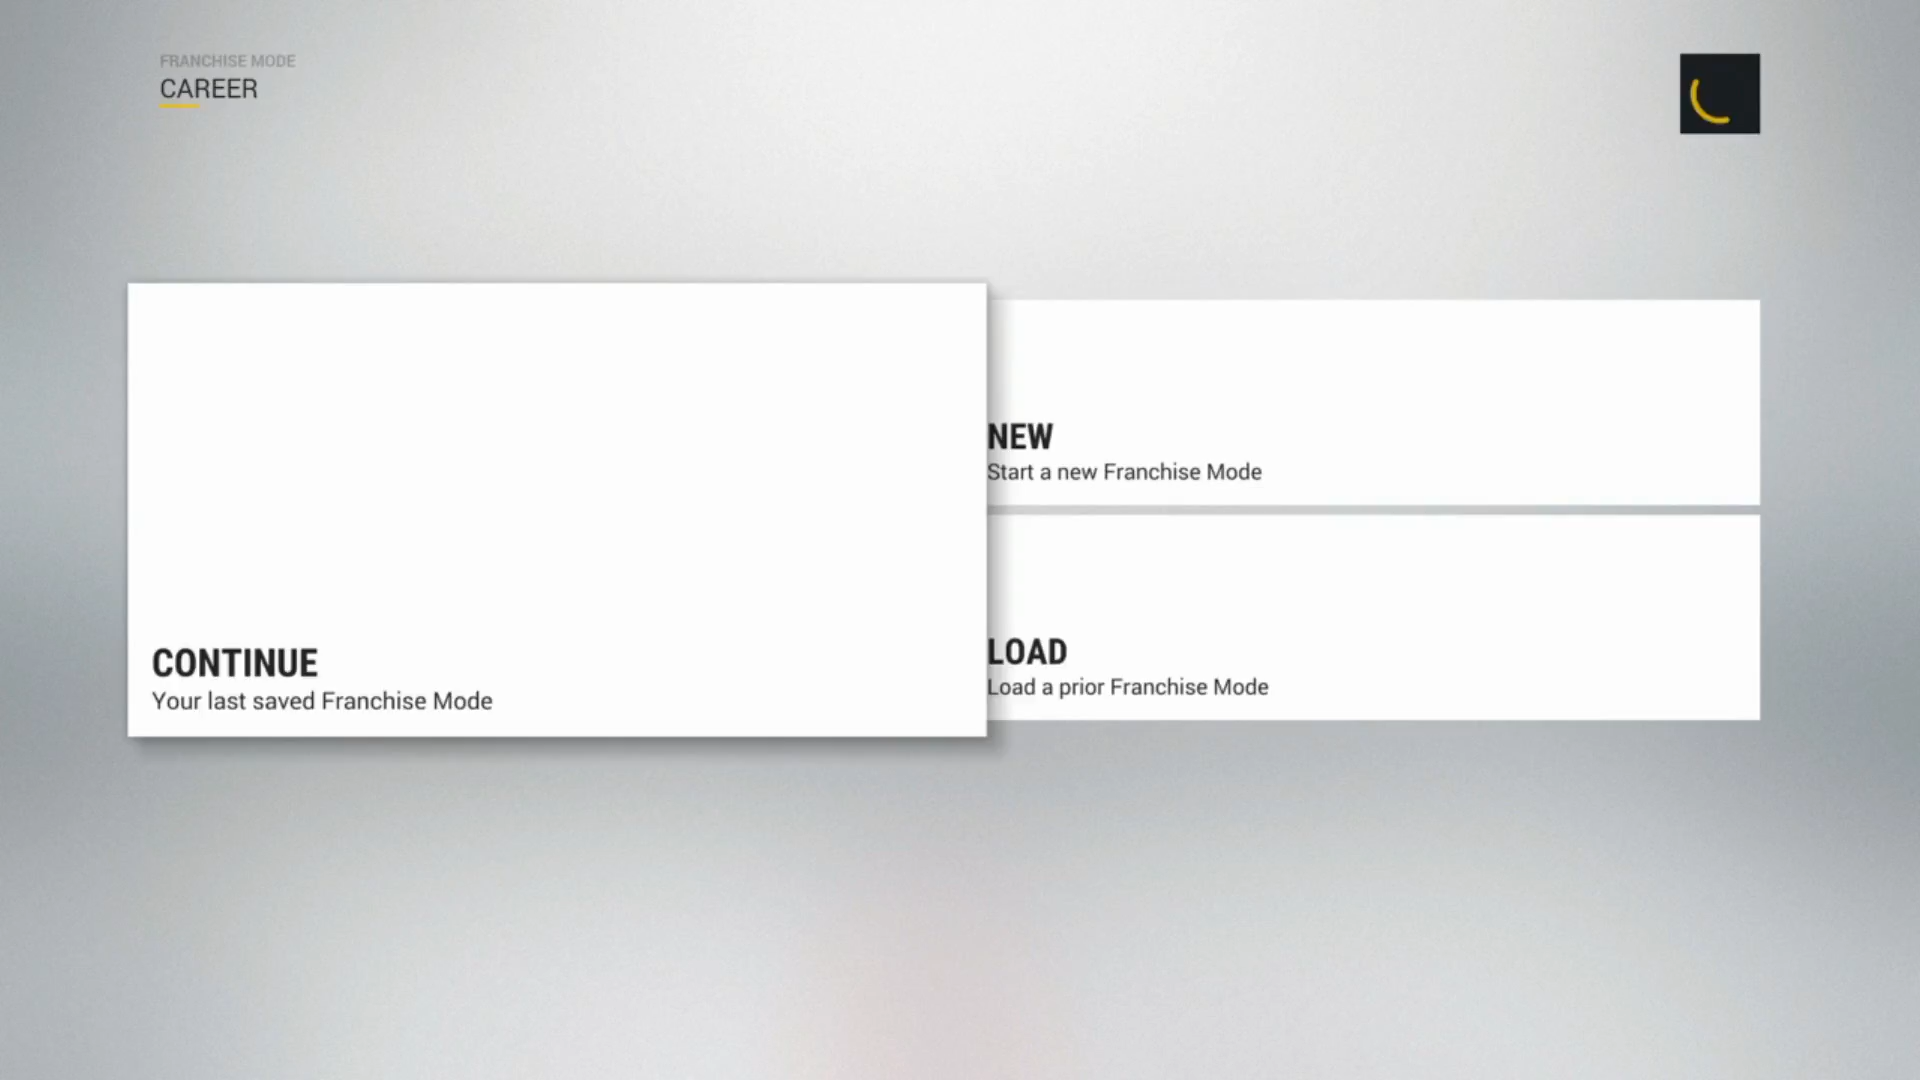 FRANCHISE MODE
CAREER
NEW
Start a new Franchise Mode
LOAD
Load a prior Franchise Mode
CONTINUE
Your last saved Franchise Mode